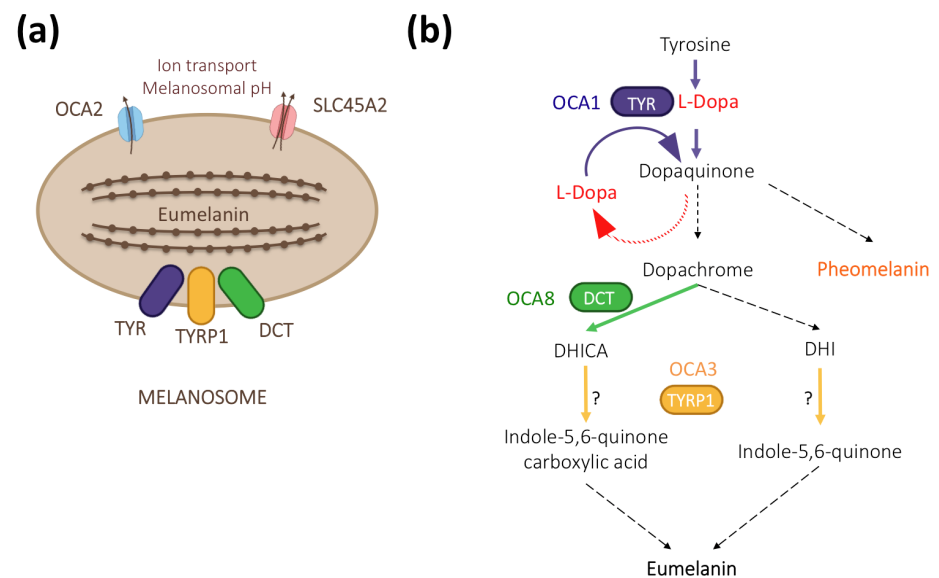 (a)
Ion transport
Melanosomal pH
OCA2
SLC45A2
Eumelanin
TYR
TYRP1
DCT
MELANOSOME
(b)
Tyrosine
OCA1
TYR
L-Dopa
Dopaquinone
L-Dopa
Dopachrome
Pheomelanin
OCA8
DCT
DHICA
DHI
OCA3
TYRP1
?
?
Indole-5,6-quinone
carboxylic acid
Indole-5,6-quinone
Eumelanin